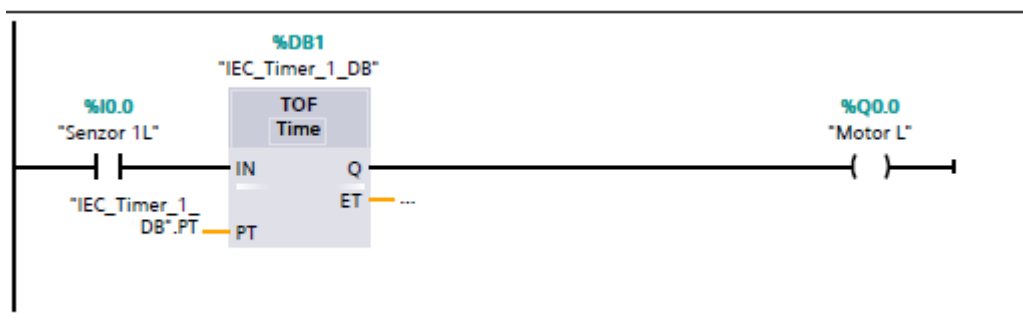 %DB1
"IEC_Timer_1_DB"
%I0.0
"Senzor 1L"
TOF
Time
%Q0.0
"Motor L"
IN
Q
"IEC_Timer_1_
DB".PT
ET
...
PT